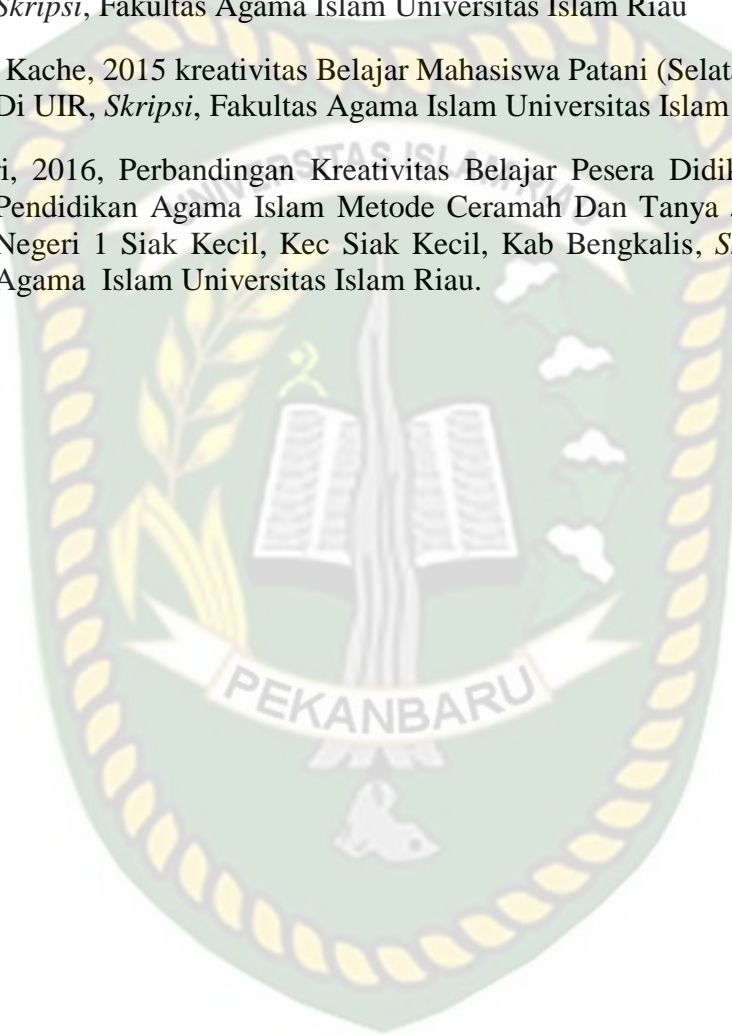 Skripsi, Fakultas Agama Islam Universitas Islam Riau
Kache, 2015 kreativitas Belajar Mahasiswa Patani
Di UIR, Skripsi, Fakultas Agama Islam Universitas Islam
2016, Perbandingan Kreativitas Belajar Pesera
Pendidikan Agama Islam Metode Ceramah Dan Tanya
Negeri 1 Siak Kecil, Kec Siak Kecil, Kab Bengkalis,
Agama Islam Universitas Islam Riau.
UNIVERSITAS ISLAM RIAU
PEKANBARU